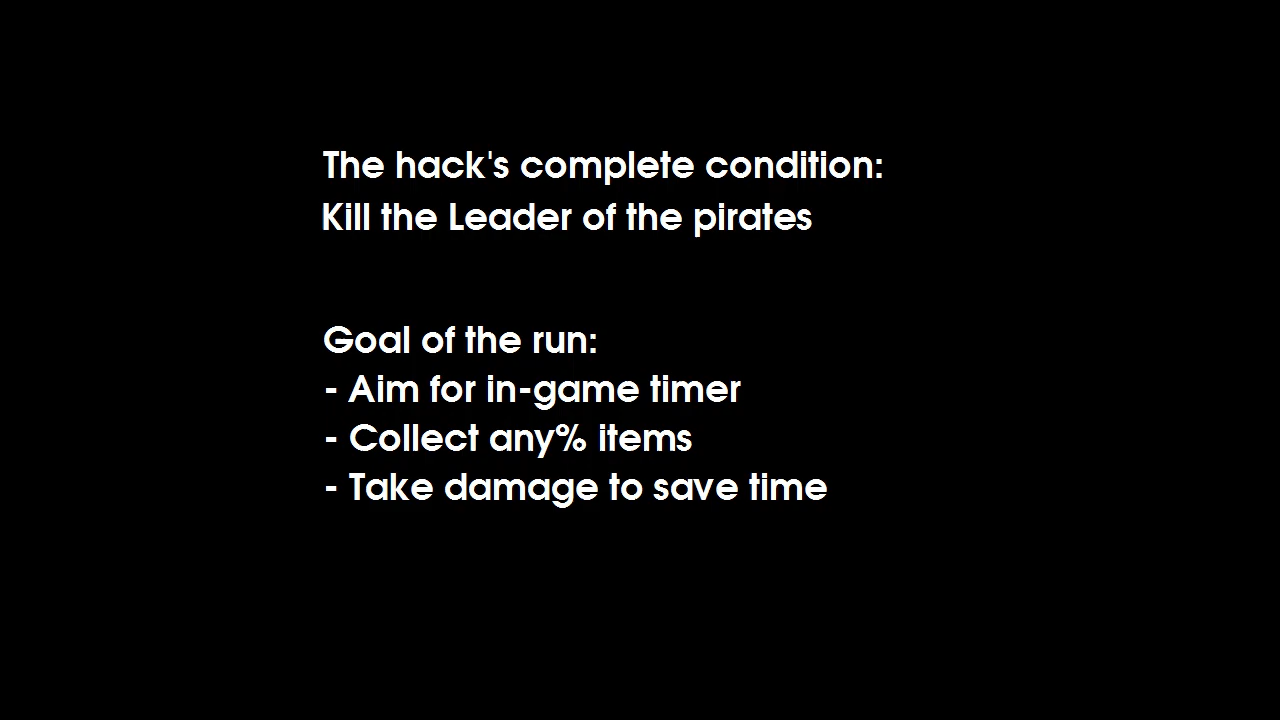 The hack's complete condition:
Kill the Leader of the pirates
Goal of the run:
- Aim for in-game timer
- Collect any% items
- Take damage to save time